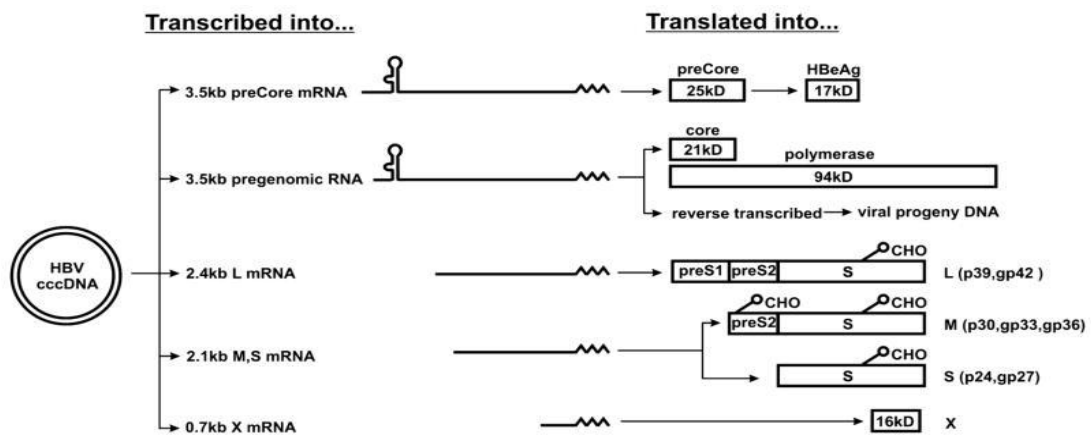 Transcribed into...
Translated into...
3.5kb preCore mRNA
preCore
25kD
HBeAg
17kD
3.5kb pregenomic RNA
core
21kD
polymerase
94kD
reverse transcribed
viral progeny DNA
HBV
cccDNA
2.4kb L mRNA
preS1
preS2
S
CHO
L (p39,gp42 )
2.1kb M,S mRNA
CHO
preS2
S
CHO
M (p30,gp33,gp36)
S
CHO
S (p24,gp27)
0.7kb X mRNA
16kD
X